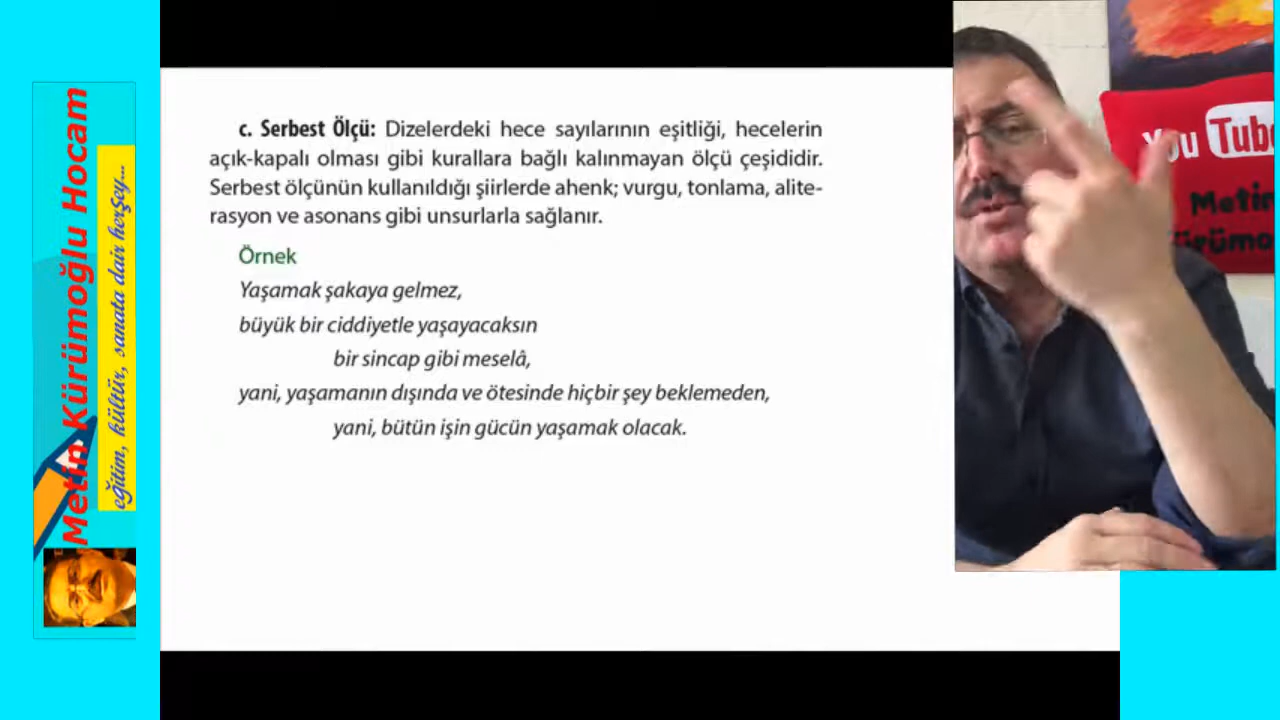 c. Serbest Ölçü: Dizelerdeki hece sayılarının eşitliği, hecelerin
açık-kapalı olması gibi kurallara bağlı kalınmayan ölçü çeşididir.
Serbest ölçünün kullanıldığı şiirlerde ahenk; vurgu, tonlama, alite-
rasyon ve asonans gibi unsurlarla sağlanır.
Örnek
Yaşamak şakaya gelmez,
büyük bir ciddiyetle yaşayacaksın
bir sincap gibi meselâ,
yani, yaşamanın dışında ve ötesinde hiçbir şey beklemeden,
yani, bütün işin gücün yaşamak olacak.
Metin Kürümoğlu Hocam
eğitim, kültür, sanata dair herşey...
You Tube
Metin